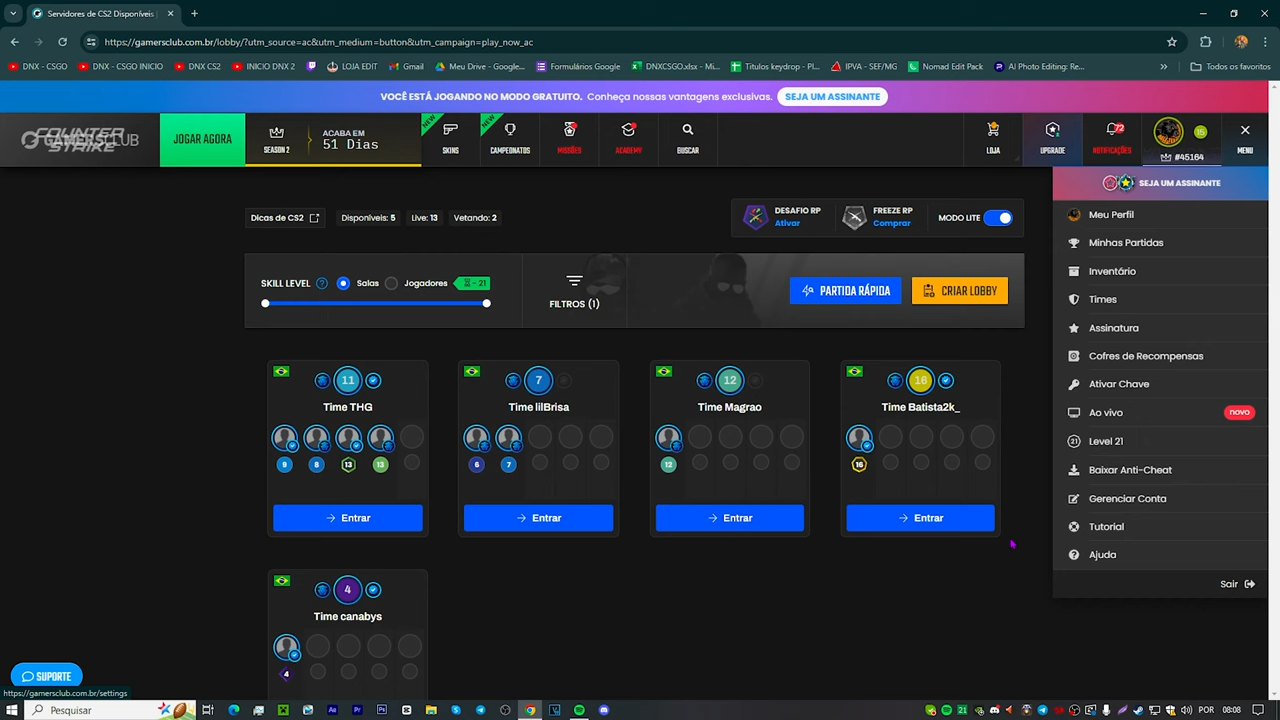 Servidores de CS2 Disponíveis
https://gamersclub.com.br/lobby/?utm_source=ac&utm_medium=button&utm_campaign=play_now_ac
DNX - CSGO
DNX - CSGO INICIO
DNX CS2
INICIO DNX 2
LOJA EDIT
Gmail
Meu Drive - Google...
Formulários Google
DNXCSGO.xlsx - Mi...
Titulos keydrop - Pl...
IPVA - SEF/MG
Nomad Edit Pack
AI Photo Editing: Re...
Todos os favoritos
VOCÊ ESTÁ JOGANDO NO MODO GRATUITO. Conheça nossas vantagens exclusivas. SEJA UM ASSINANTE
COUNTER STRIKE
GAMERSCLUB
JOGAR AGORA
SEASON 2
ACABA EM
51 Dias
NEW
SKINS
NEW
CAMPEONATOS
MISSÕES
ACADEMY
BUSCAR
LOJA
UPGRADE
72
NOTIFICAÇÕES
15
#45164
MENU
SEJA UM ASSINANTE
Meu Perfil
Minhas Partidas
Inventário
Times
Assinatura
Cofres de Recompensas
Ativar Chave
Ao vivo novo
21 Level 21
Baixar Anti-Cheat
Gerenciar Conta
Tutorial
Ajuda
Sair
Dicas de CS2
Disponíveis: 5
Live: 13
Vetando: 2
DESAFIO RP
Ativar
FREEZE RP
Comprar
MODO LITE
SKILL LEVEL ? Salas Jogadores - 21
FILTROS (1)
PARTIDA RÁPIDA
CRIAR LOBBY
11
Time THG
9 8 13 13
Entrar
7
Time lilBrisa
6 7
Entrar
12
Time Magrao
12
Entrar
16
Time Batista2k_
16
Entrar
4
Time canabys
4
SUPORTE
https://gamersclub.com.br/settings
Pesquisar
POR
08:08